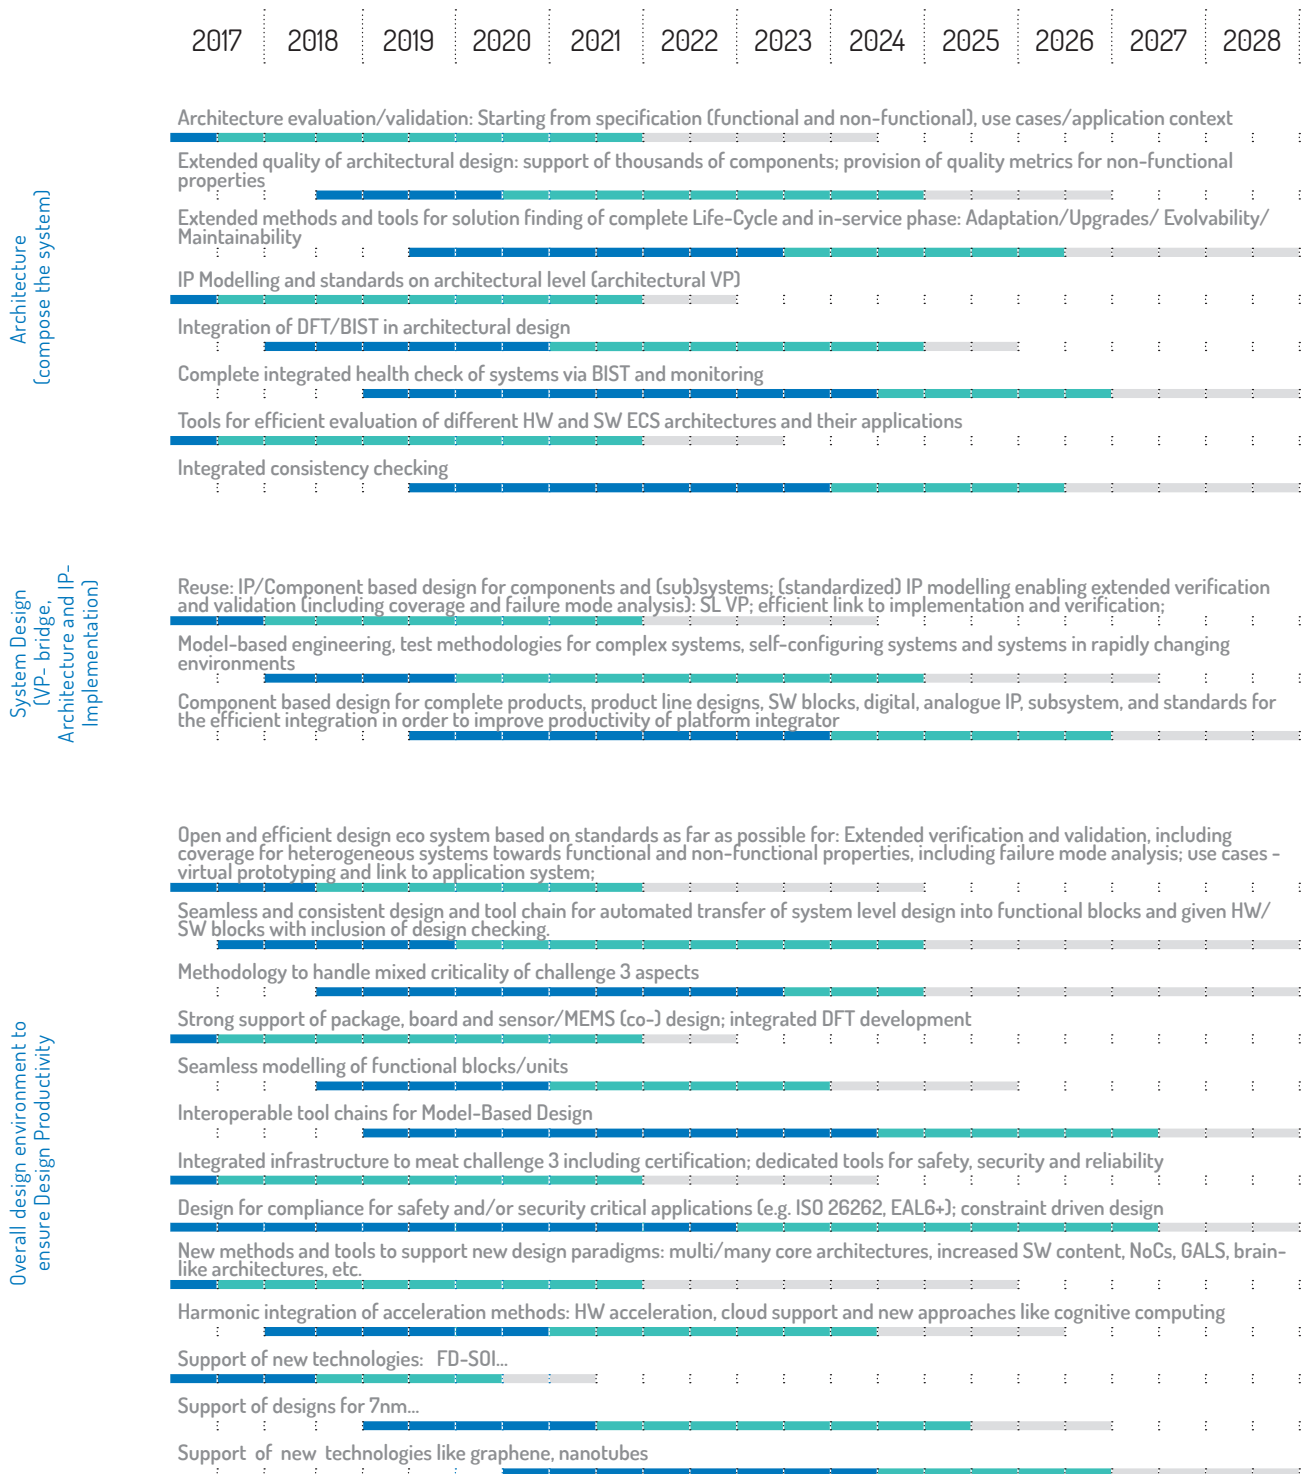 2017 2018 2019 2020 2021 2022 2023 2024 2025 2026 2027 2028
Architecture
(compose the system)
Architecture evaluation/validation: Starting from specification (functional and non-functional), use cases/application context
Extended quality of architectural design: support of thousands of components; provision of quality metrics for non-functional
properties
Extended methods and tools for solution finding of complete Life-Cycle and in-service phase: Adaptation/Upgrades/ Evolvability/
Maintainability
IP Modelling and standards on architectural level (architectural VP)
Integration of DFT/BIST in architectural design
Complete integrated health check of systems via BIST and monitoring
Tools for efficient evaluation of different HW and SW ECS architectures and their applications
Integrated consistency checking
System Design
(VP- bridge,
Architecture and IP-
Implementation)
Reuse: IP/Component based design for components and (sub)systems; (standardized) IP modelling enabling extended verification
and validation (including coverage and failure mode analysis): SL VP; efficient link to implementation and verification;
Model-based engineering, test methodologies for complex systems, self-configuring systems and systems in rapidly changing
environments
Component based design for complete products, product line designs, SW blocks, digital, analogue IP, subsystem, and standards for
the efficient integration in order to improve productivity of platform integrator
Overall design environment to
ensure Design Productivity
Open and efficient design eco system based on standards as far as possible for: Extended verification and validation, including
coverage for heterogeneous systems towards functional and non-functional properties, including failure mode analysis; use cases -
virtual prototyping and link to application system;
Seamless and consistent design and tool chain for automated transfer of system level design into functional blocks and given HW/
SW blocks with inclusion of design checking.
Methodology to handle mixed criticality of challenge 3 aspects
Strong support of package, board and sensor/MEMS (co-) design; integrated DFT development
Seamless modelling of functional blocks/units
Interoperable tool chains for Model-Based Design
Integrated infrastructure to meat challenge 3 including certification; dedicated tools for safety, security and reliability
Design for compliance for safety and/or security critical applications (e.g. ISO 26262, EAL6+); constraint driven design
New methods and tools to support new design paradigms: multi/many core architectures, increased SW content, NoCs, GALS, brain-
like architectures, etc.
Harmonic integration of acceleration methods: HW acceleration, cloud support and new approaches like cognitive computing
Support of new technologies: FD-SOI...
Support of designs for 7nm...
Support of new technologies like graphene, nanotubes